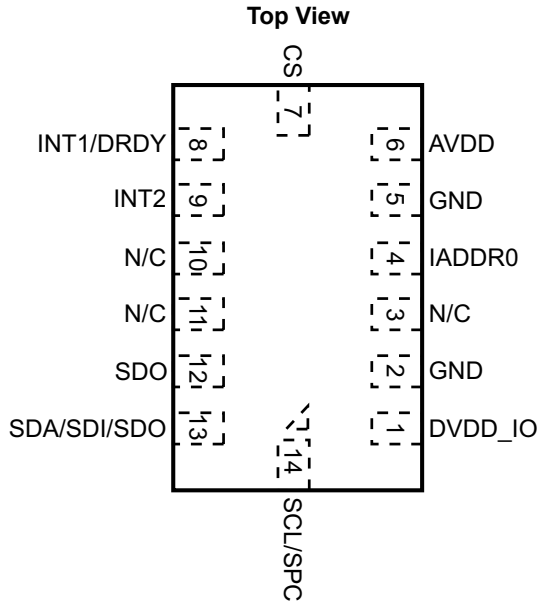 Top View
CS
7
INT1/DRDY 8 6 AVDD
INT2 9 5 GND
N/C 10 4 IADDR0
N/C 11 3 N/C
SDO 12 2 GND
SDA/SDI/SDO 13 1 DVDD_IO
14
SCL/SPC